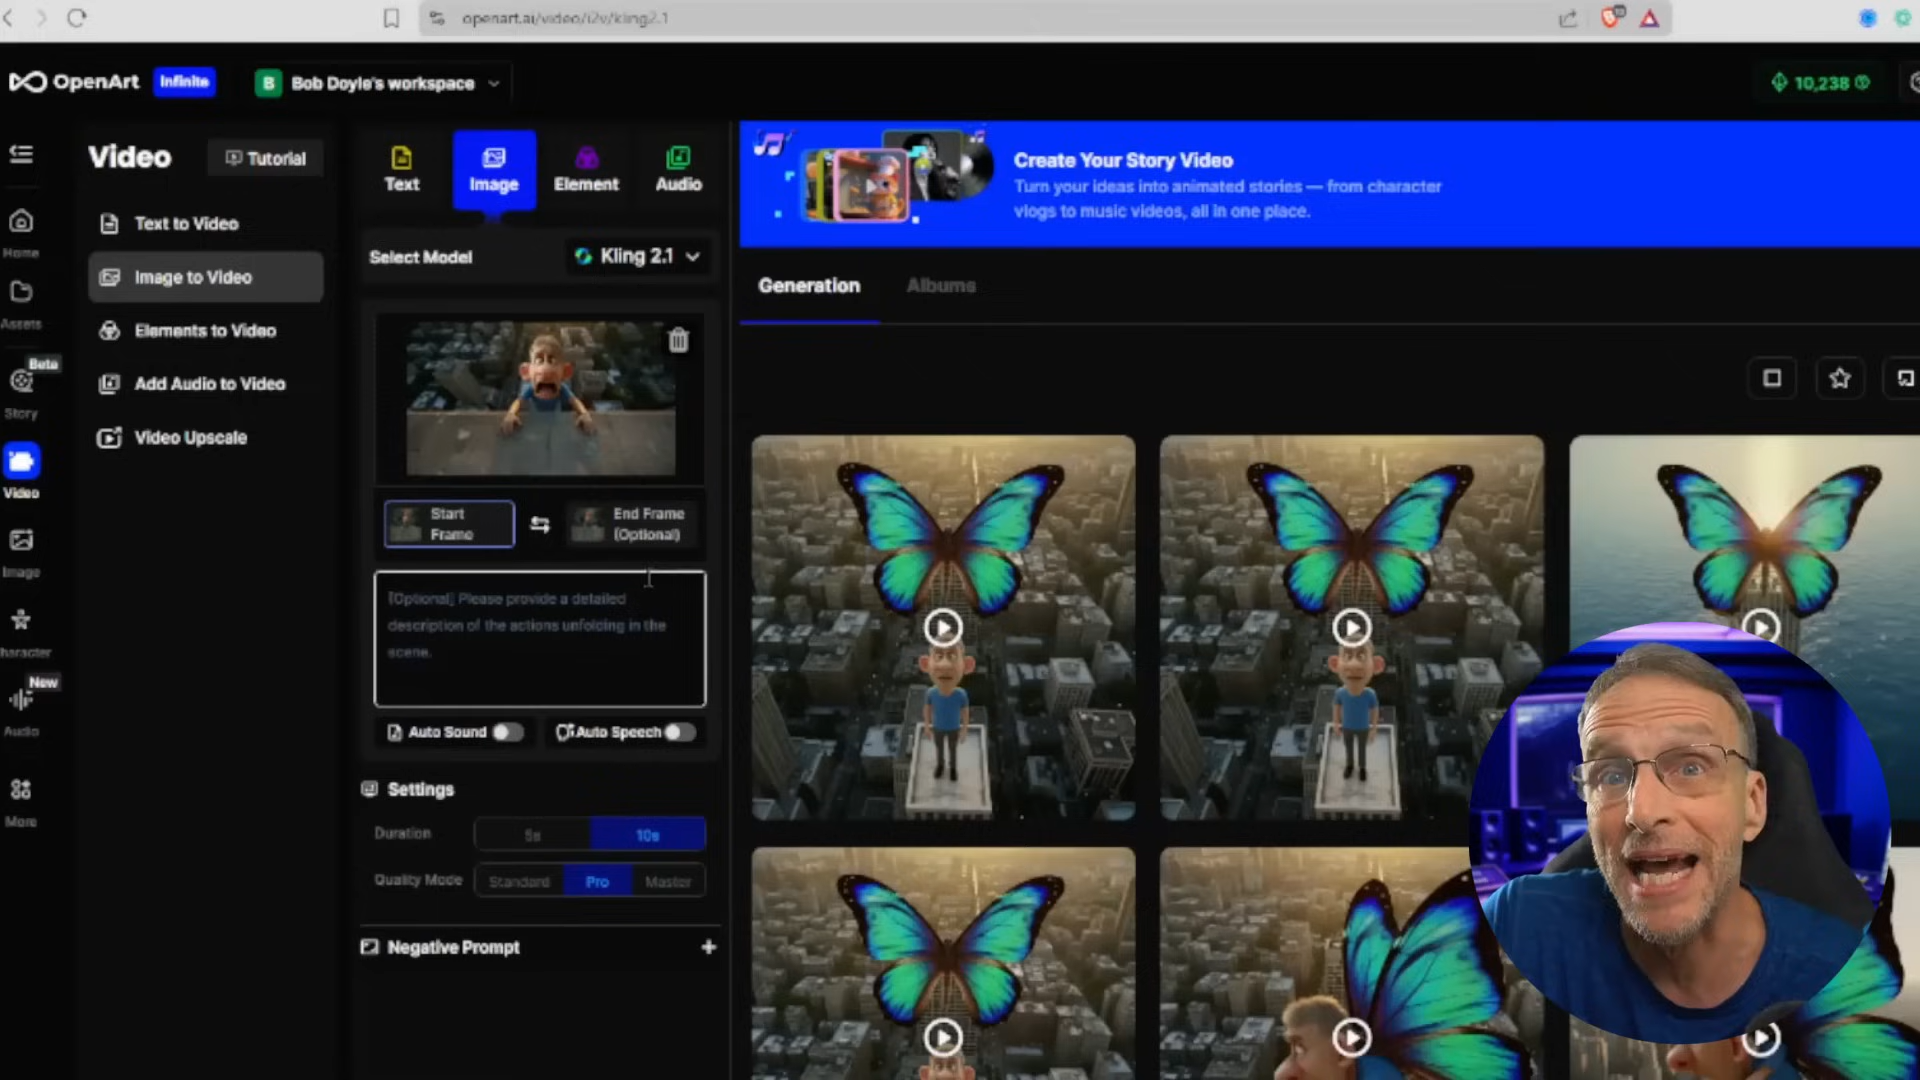 openart.ai/video/i2v/kling2.1
OpenArt
Infinite
B
Bob Doyle's workspace
10,238
Home
Assets
Beta
Story
Video
Image
haracter
New
Audio
More
Video
Tutorial
Text to Video
Image to Video
Elements to Video
Add Audio to Video
Video Upscale
Text
Image
Element
Audio
Select Model
Kling 2.1
Start
Frame
End Frame
(Optional)
[Optional] Please provide a detailed
description of the actions unfolding in the
scene.
Auto Sound
Auto Speech
Settings
Duration
5s
10s
Quality Mode
Standard
Pro
Master
Negative Prompt
Create Your Story Video
Turn your ideas into animated stories — from character
vlogs to music videos, all in one place.
Generation
Albums